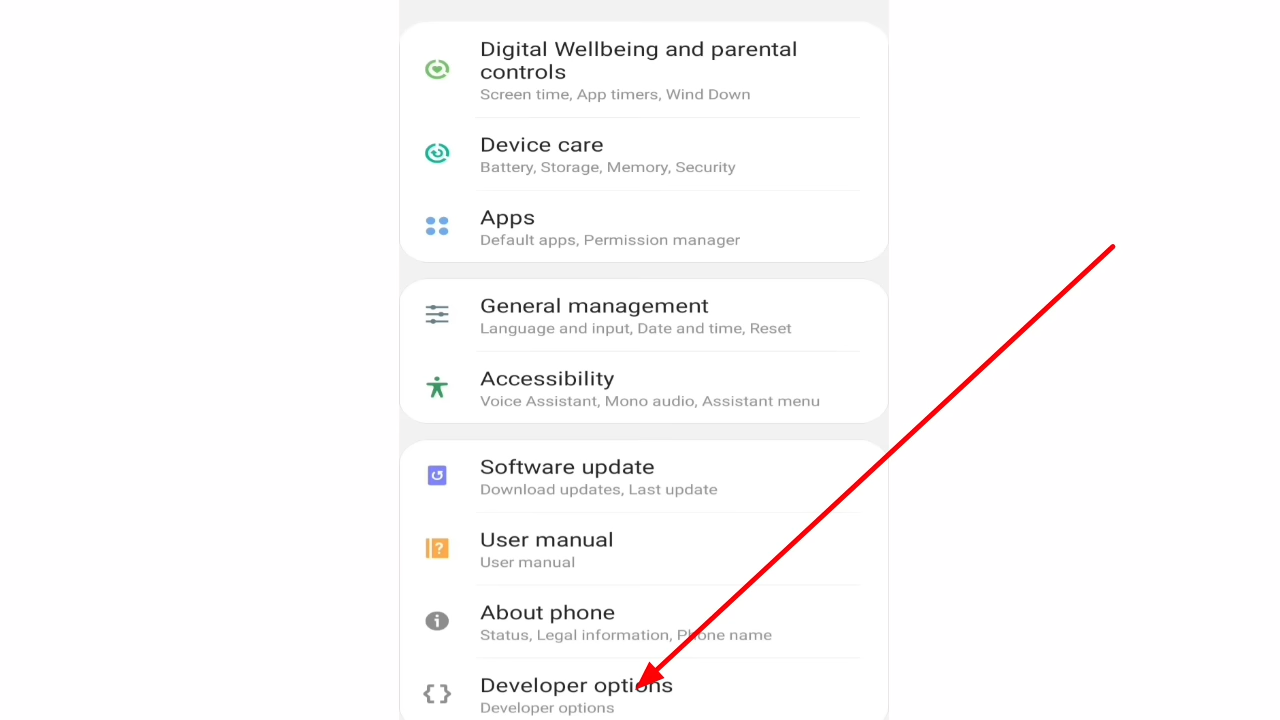 Digital Wellbeing and parental
controls
Screen time, App timers, Wind Down
Device care
Battery, Storage, Memory, Security
Apps
Default apps, Permission manager
General management
Language and input, Date and time, Reset
Accessibility
Voice Assistant, Mono audio, Assistant menu
Software update
Download updates, Last update
User manual
User manual
About phone
Status, Legal information, Phone name
Developer options
Developer options